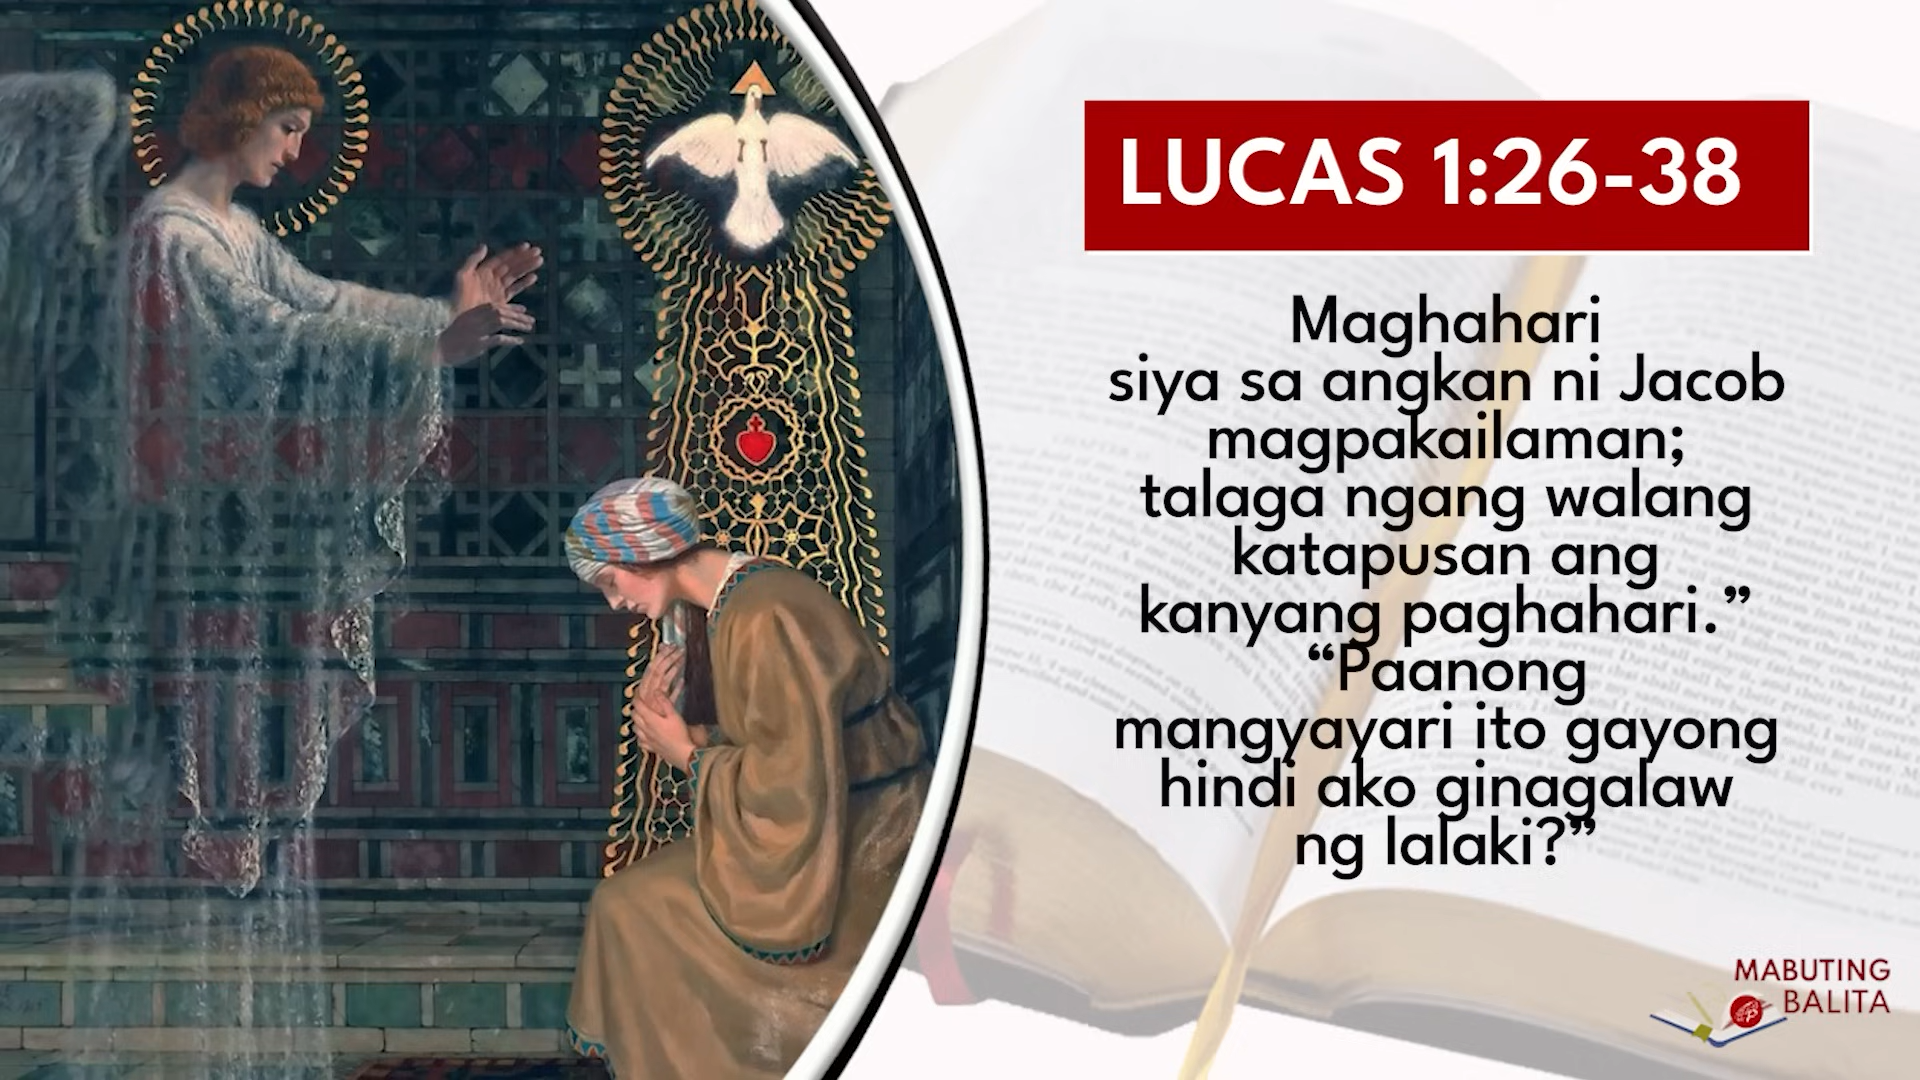 LUCAS 1:26-38
Maghahari
siya sa angkan ni Jacob
magpakailaman;
talaga ngang walang
katapusan ang
kanyang paghahari.”
“Paanong
mangyayari ito gayong
hindi ako ginagalaw
ng lalaki?”
MABUTING
BALITA